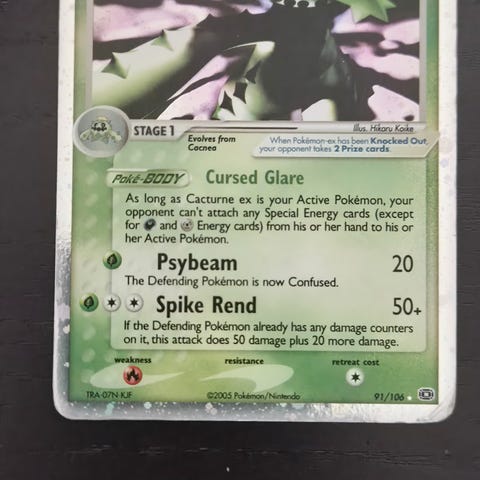 STAGE 1
Evolves from
Cacnea
Illus. Hikaru Koike
When Pokémon-ex has been Knocked Out,
your opponent takes 2 Prize cards.
Poké-BODY Cursed Glare
As long as Cacturne ex is your Active Pokémon, your
opponent can't attach any Special Energy cards (except
for and Energy cards) from his or her hand to his or
her Active Pokémon.
Psybeam 20
The Defending Pokémon is now Confused.
Spike Rend 50+
If the Defending Pokémon already has any damage counters
on it, this attack does 50 damage plus 20 more damage.
weakness resistance retreat cost
TRA-07N-KJF ©2005 Pokémon/Nintendo 91/106